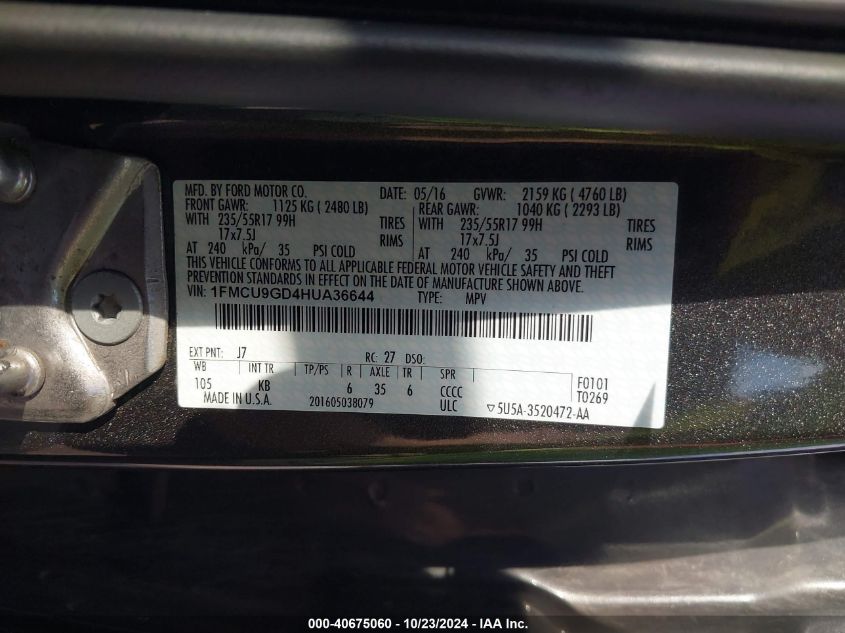 MFD. BY FORD MOTOR CO. DATE: 05/16 GVWR: 2159 KG ( 4760 LB)
FRONT GAWR: 1125 KG ( 2480 LB) REAR GAWR: 1040 KG ( 2293 LB)
WITH 235/55R17 99H TIRES WITH 235/55R17 99H TIRES
17x7.5J RIMS 17x7.5J RIMS
AT 240 kPa/ 35 PSI COLD AT 240 kPa/ 35 PSI COLD
THIS VEHICLE CONFORMS TO ALL APPLICABLE FEDERAL MOTOR VEHICLE SAFETY AND THEFT
PREVENTION STANDARDS IN EFFECT ON THE DATE OF MANUFACTURE SHOWN ABOVE.
VIN: 1FMCU9GD4HUA36644 TYPE: MPV
EXT PNT: J7 RC: 27 DSO:
WB INT TR TP/PS R AXLE TR SPR F0101
105 KB 6 35 6 CCCC T0269
MADE IN U.S.A. 201605038079 ULC ▽5U5A-3520472-AA
000-40675060 - 10/23/2024 - IAA Inc.